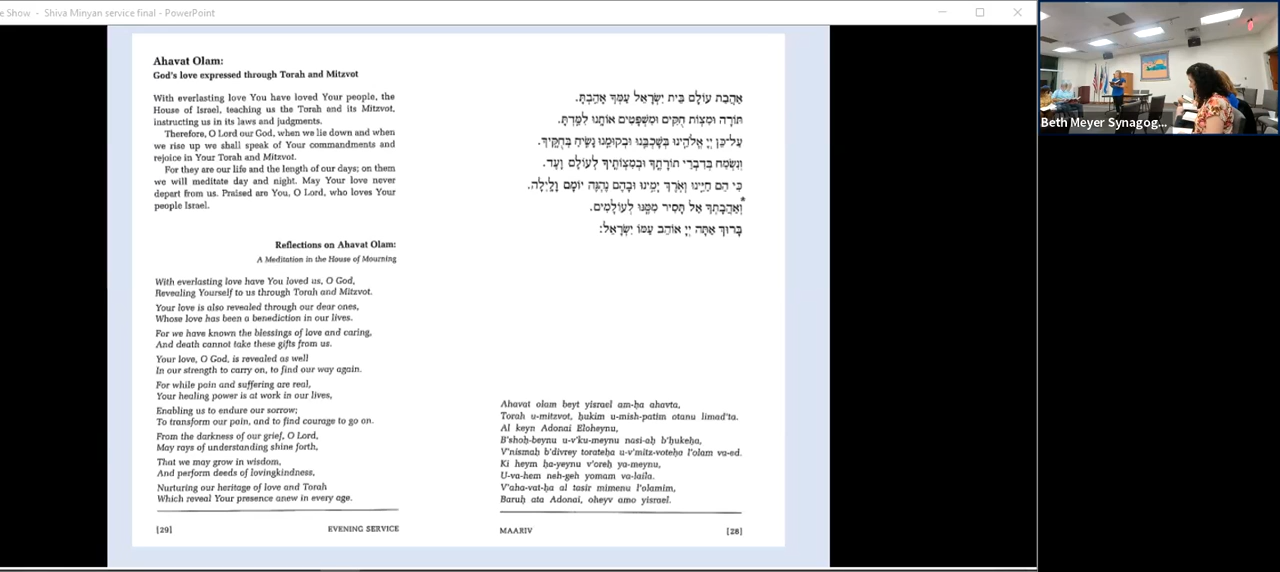 e Show - Shiva Minyan service final - PowerPoint
Ahavat Olam:
God's love expressed through Torah and Mitzvot
With everlasting love You have loved Your people, the
House of Israel, teaching us the Torah and its Mitzvot,
instructing us in its laws and judgments.
Therefore, O Lord our God, when we lie down and when
we rise up we shall speak of Your commandments and
rejoice in Your Torah and Mitzvot.
For they are our life and the length of our days; on them
we will meditate day and night. May Your love never
depart from us. Praised are You, O Lord, who loves Your
people Israel.
Reflections on Ahavat Olam:
A Meditation in the House of Mourning
With everlasting love have You loved us, O God,
Revealing Yourself to us through Torah and Mitzvot.
Your love is also revealed through our dear ones,
Whose love has been a benediction in our lives.
For we have known the blessings of love and caring,
And death cannot take these gifts from us.
Your love, O God, is revealed as well
In our strength to carry on, to find our way again.
For while pain and suffering are real,
Your healing power is at work in our lives,
Enabling us to endure our sorrow;
To transform our pain, and to find courage to go on.
From the darkness of our grief, O Lord,
May rays of understanding shine forth,
That we may grow in wisdom,
And perform deeds of lovingkindness,
Nurturing our heritage of love and Torah
Which reveal Your presence anew in every age.
[29] EVENING SERVICE
אַהֲבַת עוֹלָם בֵּית יִשְׂרָאֵל עַמְּךָ אָהָבְתָּ.
תּוֹרָה וּמִצְוֹת חֻקִּים וּמִשְׁפָּטִים אוֹתָנוּ לִמַּדְתָּ.
עַל־כֵּן יְיָ אֱלֹהֵינוּ בְּשָׁכְבֵּנוּ וּבְקוּמֵנוּ נָשִׂיחַ בְּחֻקֶּיךָ.
וְנִשְׂמַח בְּדִבְרֵי תוֹרָתֶךָ וּבְמִצְוֹתֶיךָ לְעוֹלָם וָעֶד.
כִּי הֵם חַיֵּינוּ וְאֹרֶךְ יָמֵינוּ וּבָהֶם נֶהְגֶּה יוֹמָם וָלָיְלָה.
*וְאַהֲבָתְךָ אַל תָּסִיר מִמֶּנּוּ לְעוֹלָמִים.
בָּרוּךְ אַתָּה יְיָ אוֹהֵב עַמּוֹ יִשְׂרָאֵל:
Ahavat olam beyt yisrael am-ḥa ahavta,
Torah u-mitzvot, ḥukim u-mish-patim otanu limad'ta.
Al keyn Adonai Eloheynu,
B'shoḥ-beynu u-v'ku-meynu nasi-aḥ b'ḥukeḥa,
V'nismaḥ b'divrey torateḥa u-v'mitz-voteḥa l'olam va-ed.
Ki heym ḥa-yeynu v'oreḥ ya-meynu,
U-va-hem neh-geh yomam va-laila.
V'aha-vat-ḥa al tasir mimenu l'olamim,
Baruḥ ata Adonai, oheyv amo yisrael.
MAARIV [28]
Beth Meyer Synagog...